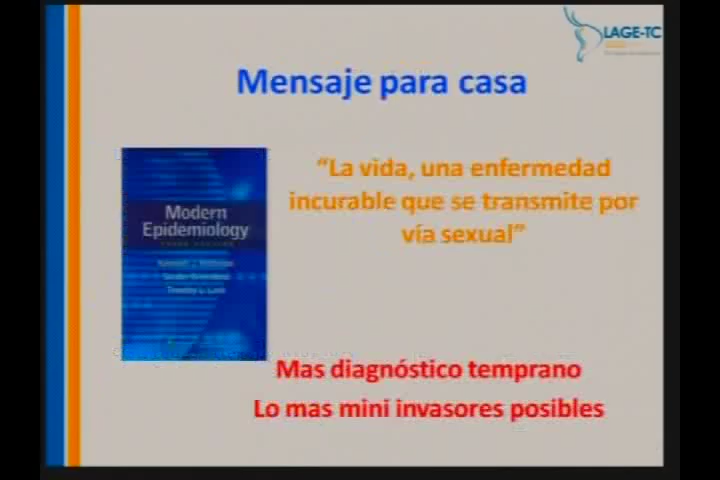 LAGE-TC
Mensaje para casa
“La vida, una enfermedad
incurable que se transmite por
vía sexual”
Modern
Epidemiology
Mas diagnóstico temprano
Lo mas mini invasores posibles